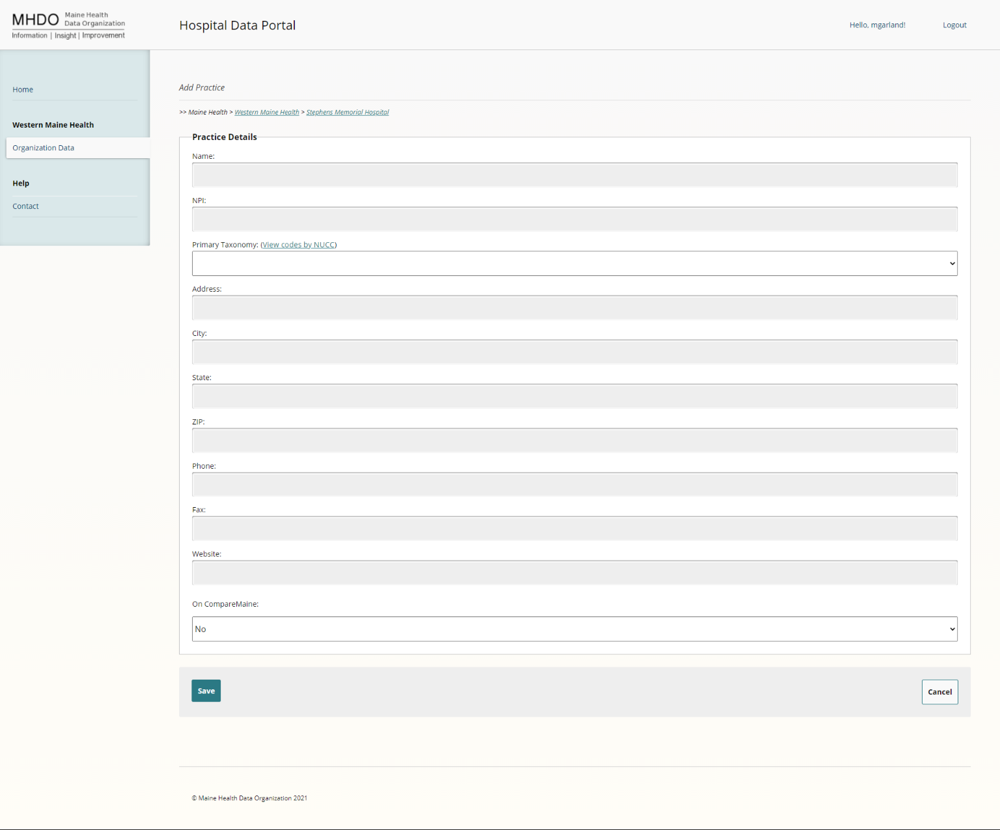 MHDO Maine Health
Data Organization
Information | Insight | Improvement
Hospital Data Portal
Hello, mgarland!
Logout
Home
Western Maine Health
Organization Data
Help
Contact
Add Practice
>> Maine Health > Western Maine Health > Stephens Memorial Hospital
Practice Details
Name:
NPI:
Primary Taxonomy: (View codes by NUCC)
Address:
City:
State:
ZIP:
Phone:
Fax:
Website:
On CompareMaine:
No
Save
Cancel
© Maine Health Data Organization 2021